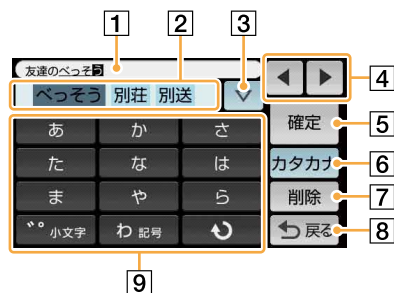 1 2 3
友達のべっそう
べっそう 別荘 別送
4
あ か さ 確定 5
た な は カタカナ 6
ま や ら 削除 7
゛゜小文字 わ 記号 戻る 8
9